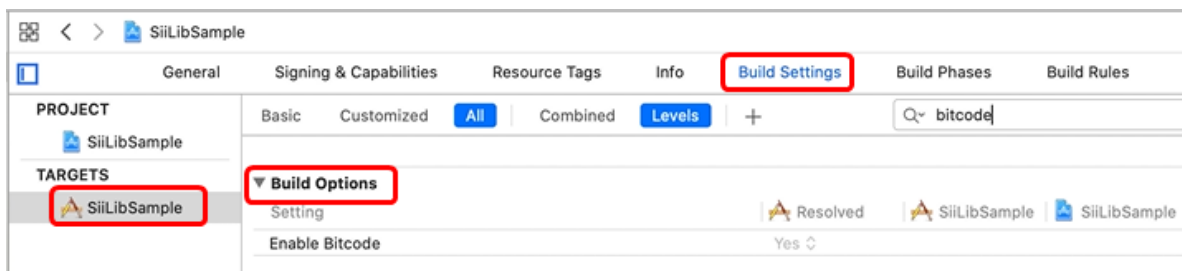 SiiLibSample
General Signing & Capabilities Resource Tags Info Build Settings Build Phases Build Rules
PROJECT
SiiLibSample
TARGETS
SiiLibSample
Basic Customized All Combined Levels + bitcode
Build Options
Setting Resolved SiiLibSample SiiLibSample
Enable Bitcode Yes